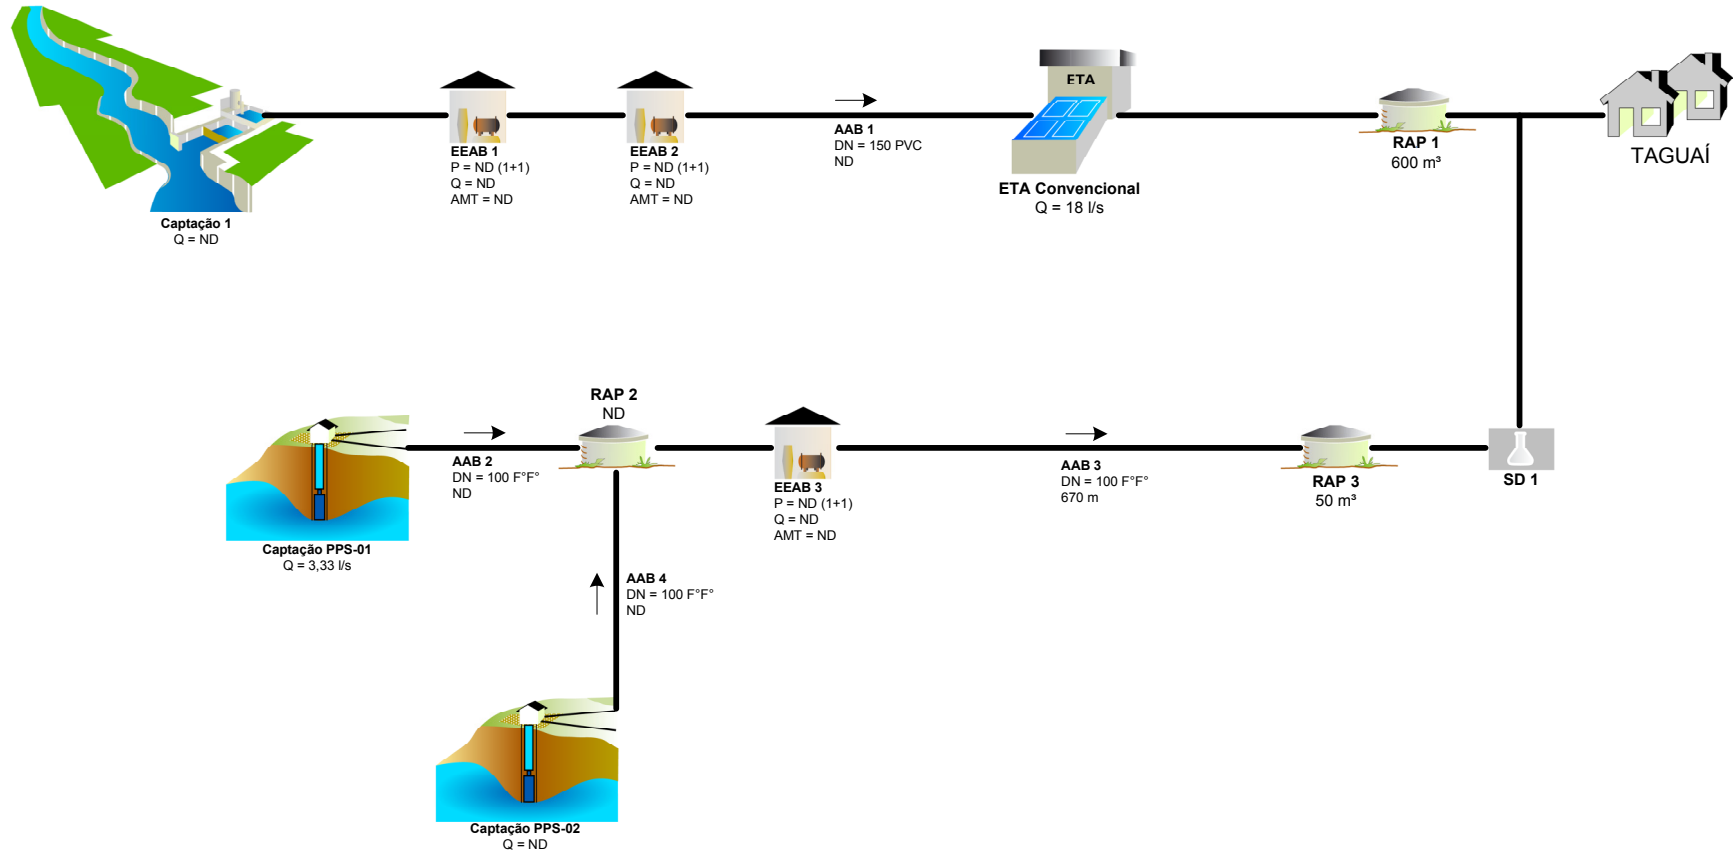 ETA
EEAB 1
P = ND (1+1)
Q = ND
AMT = ND
EEAB 2
P = ND (1+1)
Q = ND
AMT = ND
AAB 1
DN = 150 PVC
ND
ETA Convencional
Q = 18 l/s
RAP 1
600 m³
TAGUAÍ
Captação 1
Q = ND
RAP 2
ND
AAB 2
DN = 100 F°F°
ND
EEAB 3
P = ND (1+1)
Q = ND
AMT = ND
AAB 3
DN = 100 F°F°
670 m
RAP 3
50 m³
SD 1
Captação PPS-01
Q = 3,33 l/s
AAB 4
DN = 100 F°F°
ND
Captação PPS-02
Q = ND